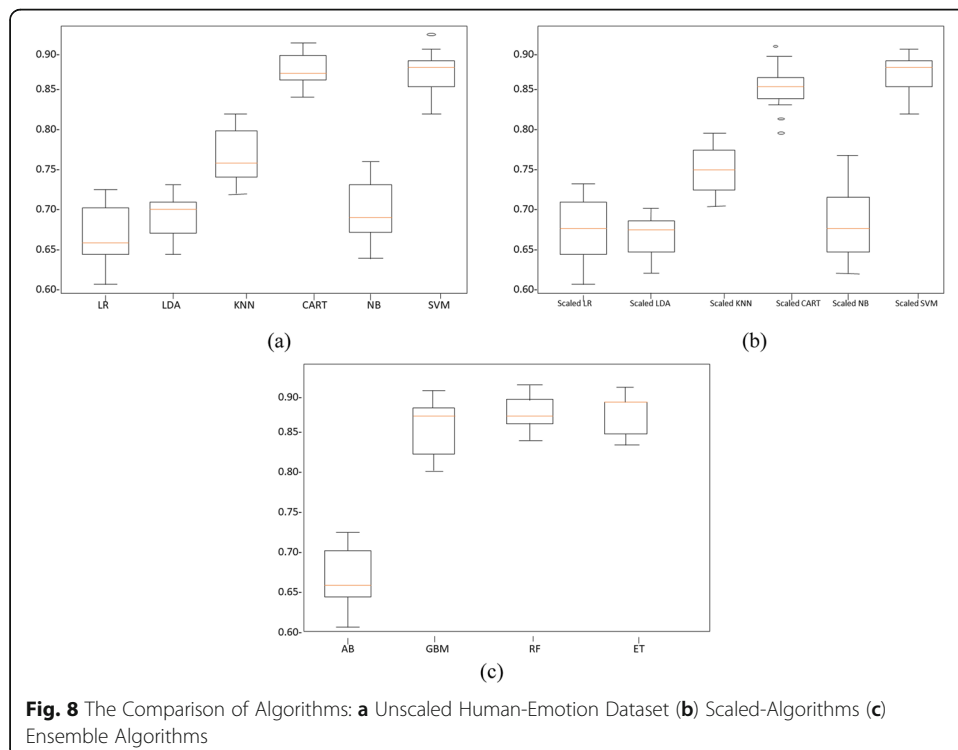 0.90-
0.85-
0.80-
0.75-
0.70-
0.65-
0.60-
LR LDA KNN CART NB SVM
(a)
0.90-
0.85-
0.80-
0.75-
0.70-
0.65-
0.60-
Scaled LR Scaled LDA Scaled KNN Scaled CART Scaled NB Scaled SVM
(b)
0.90-
0.85-
0.80-
0.75-
0.70-
0.65-
0.60-
AB GBM RF ET
(c)
Fig. 8 The Comparison of Algorithms: a Unscaled Human-Emotion Dataset (b) Scaled-Algorithms (c)
Ensemble Algorithms